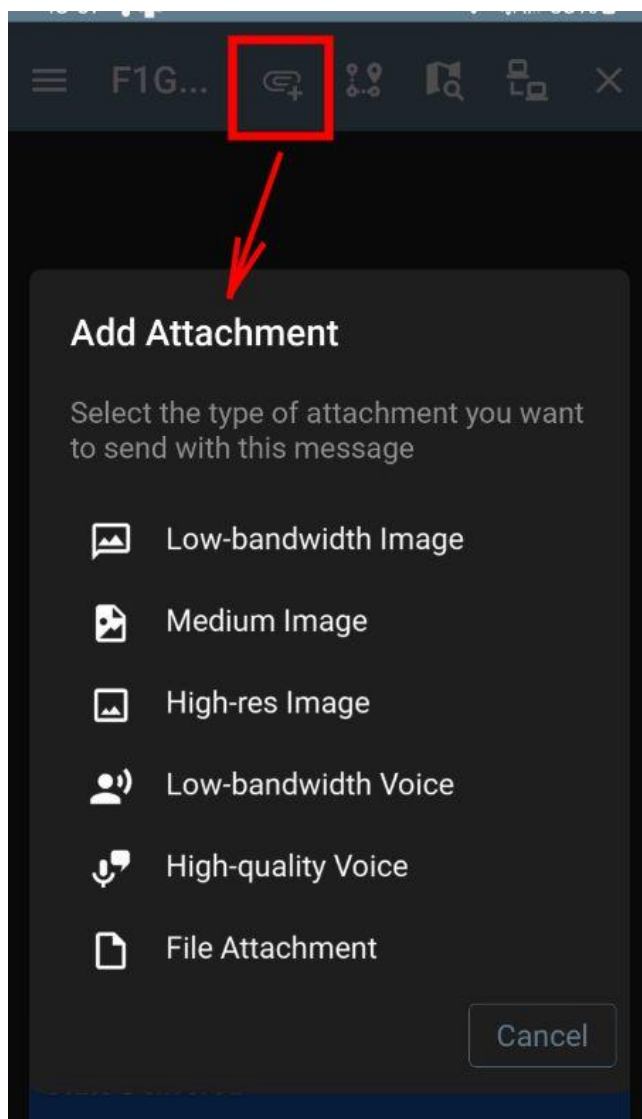 F1G...
Add Attachment
Select the type of attachment you want
to send with this message
Low-bandwidth Image
Medium Image
High-res Image
Low-bandwidth Voice
High-quality Voice
File Attachment
Cancel